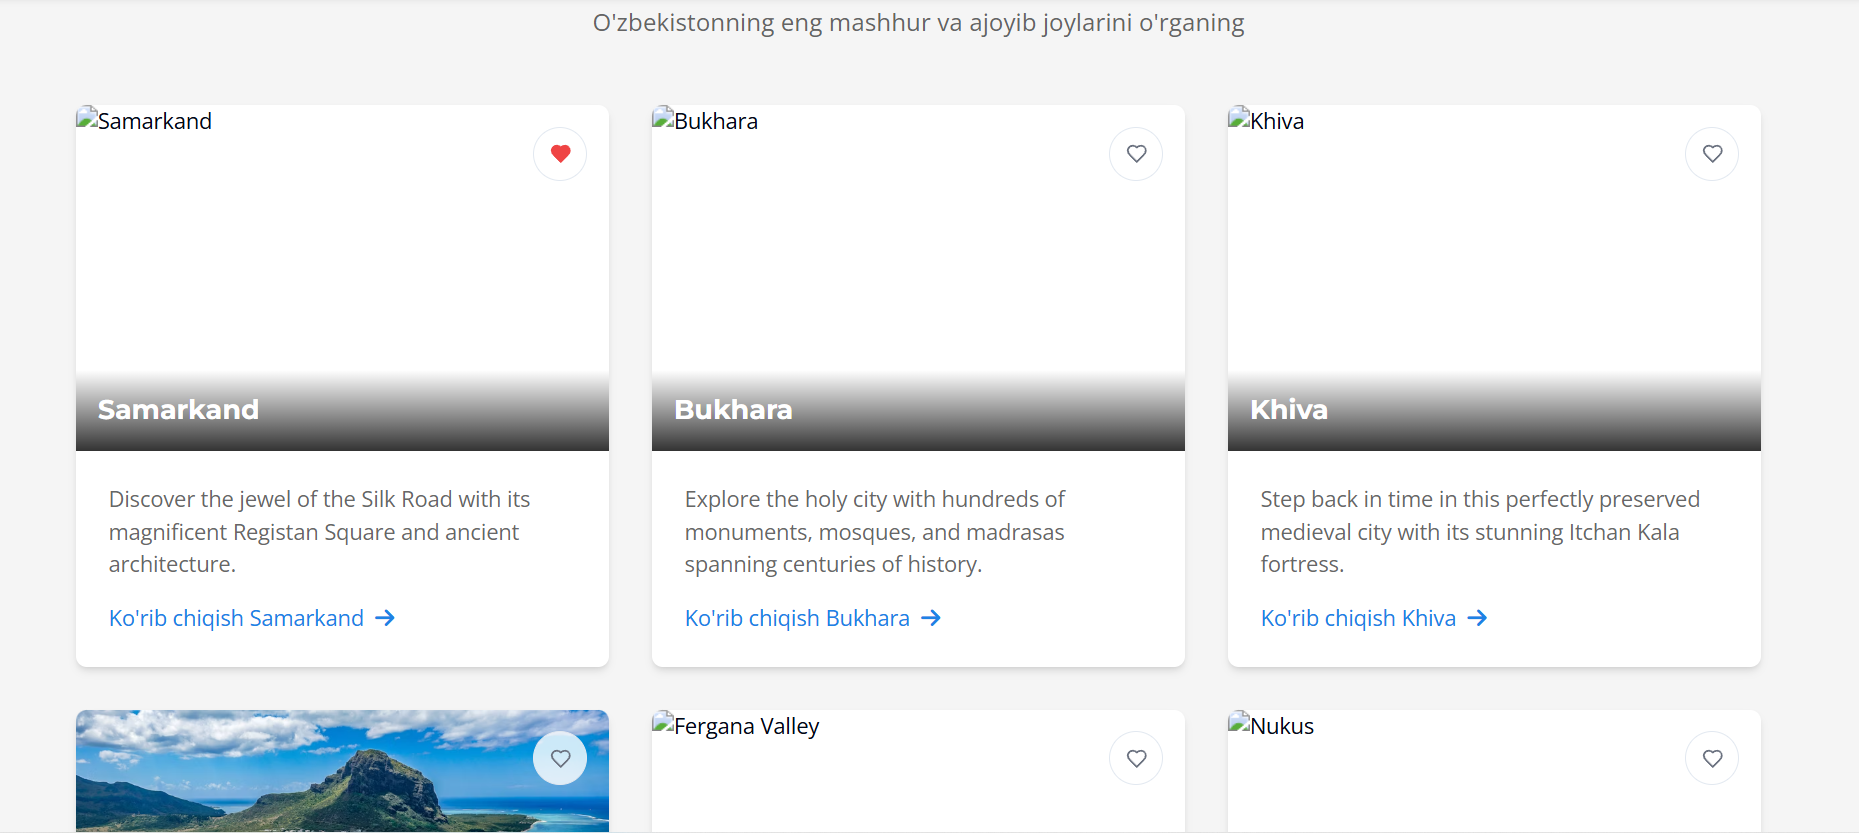 O'zbekistonning eng mashhur va ajoyib joylarini o'rganing
Samarkand
Samarkand
Discover the jewel of the Silk Road with its
magnificent Registan Square and ancient
architecture.
Ko'rib chiqish Samarkand
Bukhara
Bukhara
Explore the holy city with hundreds of
monuments, mosques, and madrasas
spanning centuries of history.
Ko'rib chiqish Bukhara
Khiva
Khiva
Step back in time in this perfectly preserved
medieval city with its stunning Itchan Kala
fortress.
Ko'rib chiqish Khiva
Fergana Valley
Nukus